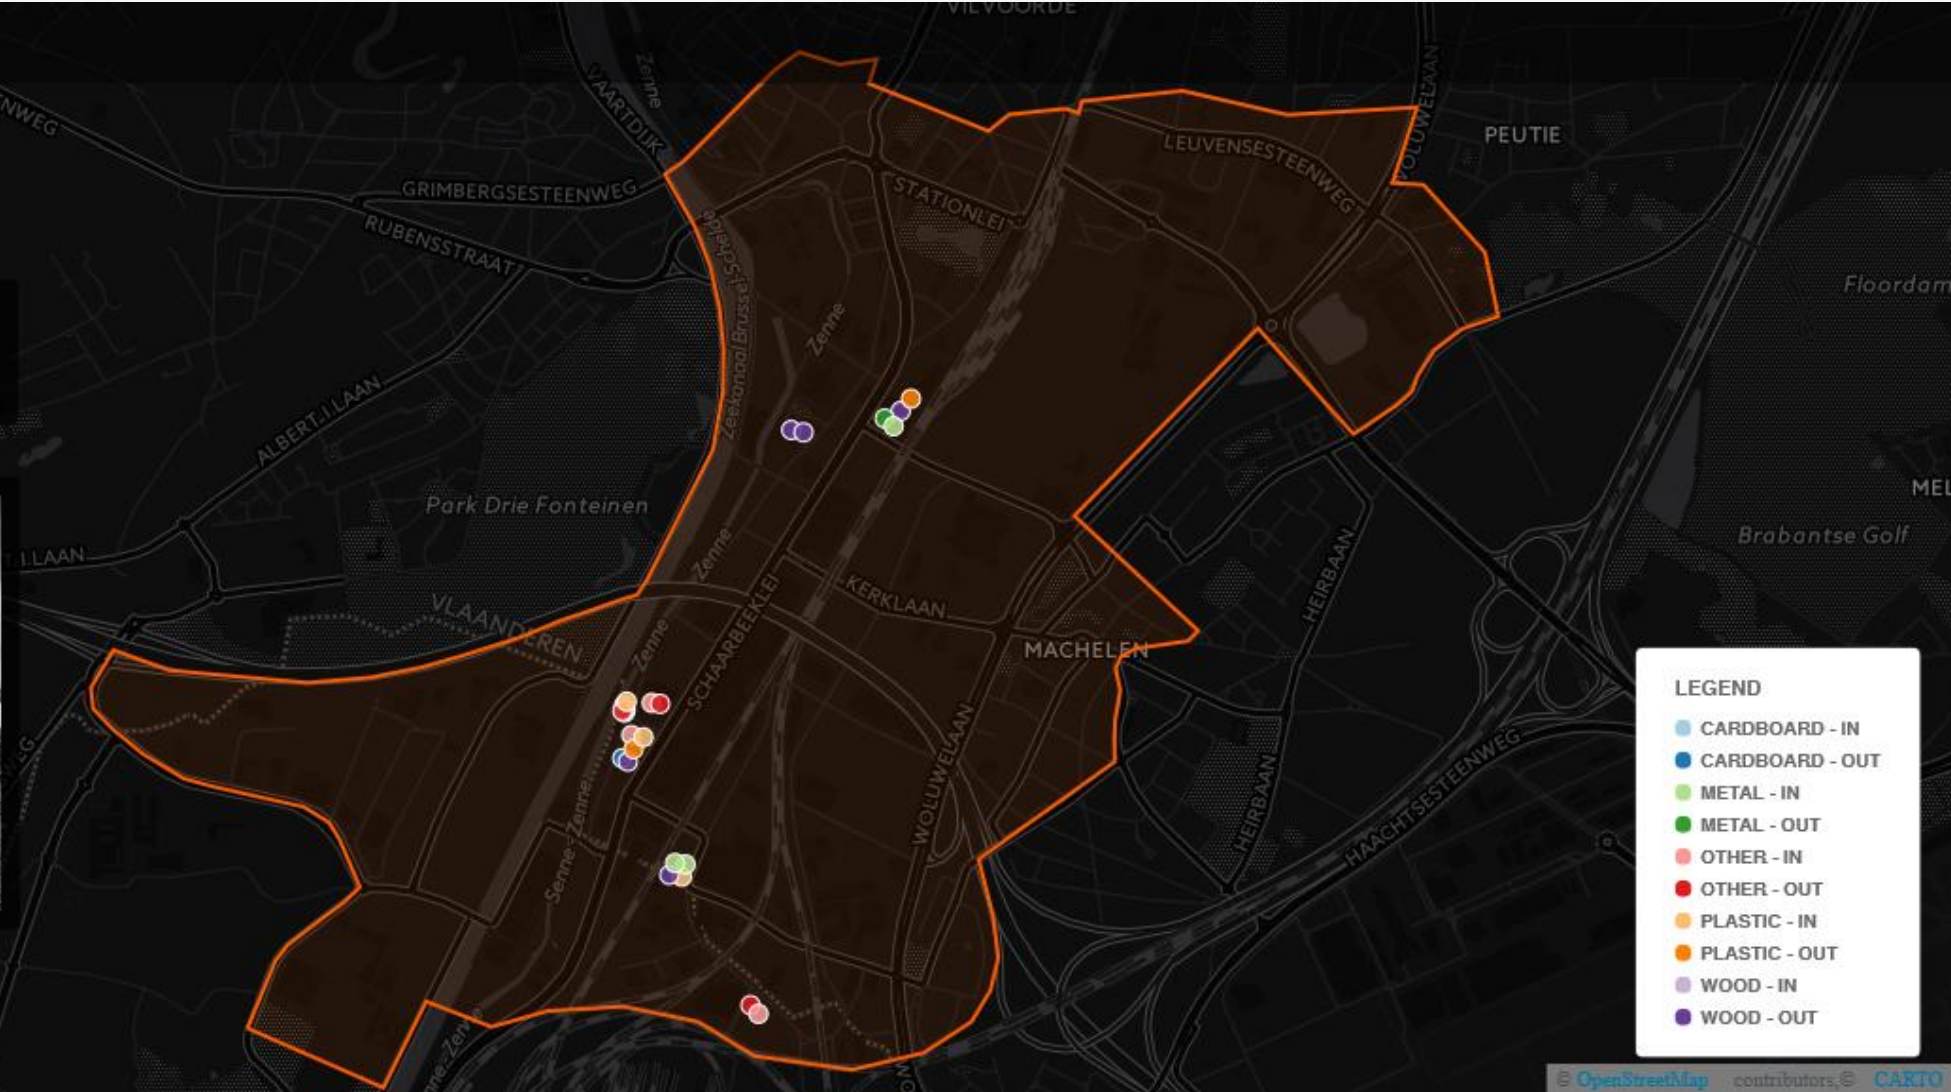 VILVOORDE
Zenne
VAARTDIJK
NWEG
GRIMBERGSESTEENWEG
RUBENSSTRAAT
STATIONLEI
LEUVENSESTEENWEG
WOLUWELAAN
PEUTIE
Floordam
Zeekanaal Brussel-Schelde
Zenne
ALBERT-I LAAN
Park Drie Fonteinen
T.I.LAAN
MEL
Brabantse Golf
Zenne
VLAANDEREN
SCHAARBEEKLEI
KERKLAAN
HEIRBAAN
MACHELEN
Zenne
WOLUWELAAN
HEIRBAAN
HAACHTSESTEENWEG
Senne - Zenne
LEGEND
CARDBOARD - IN
CARDBOARD - OUT
METAL - IN
METAL - OUT
OTHER - IN
OTHER - OUT
PLASTIC - IN
PLASTIC - OUT
WOOD - IN
WOOD - OUT
nne-Zenne
© OpenStreetMap contributors,© CARTO